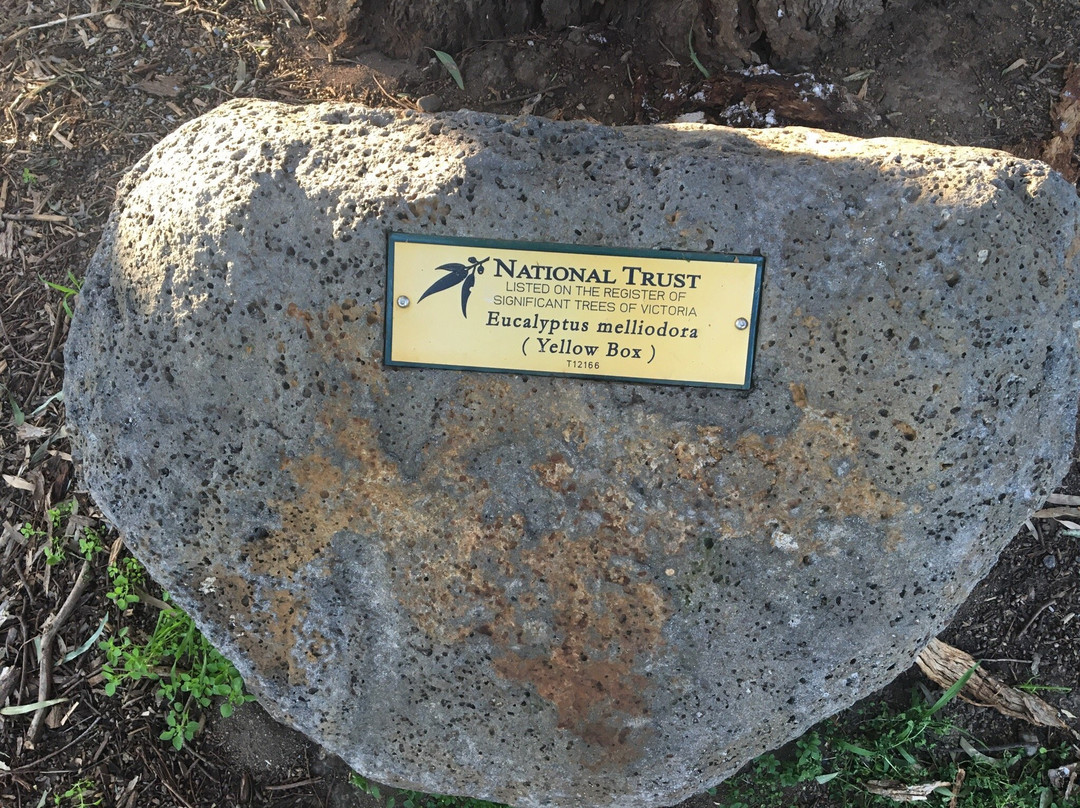 NATIONAL TRUST
LISTED ON THE REGISTER OF
SIGNIFICANT TREES OF VICTORIA
Eucalyptus melliodora
( Yellow Box )
T12166